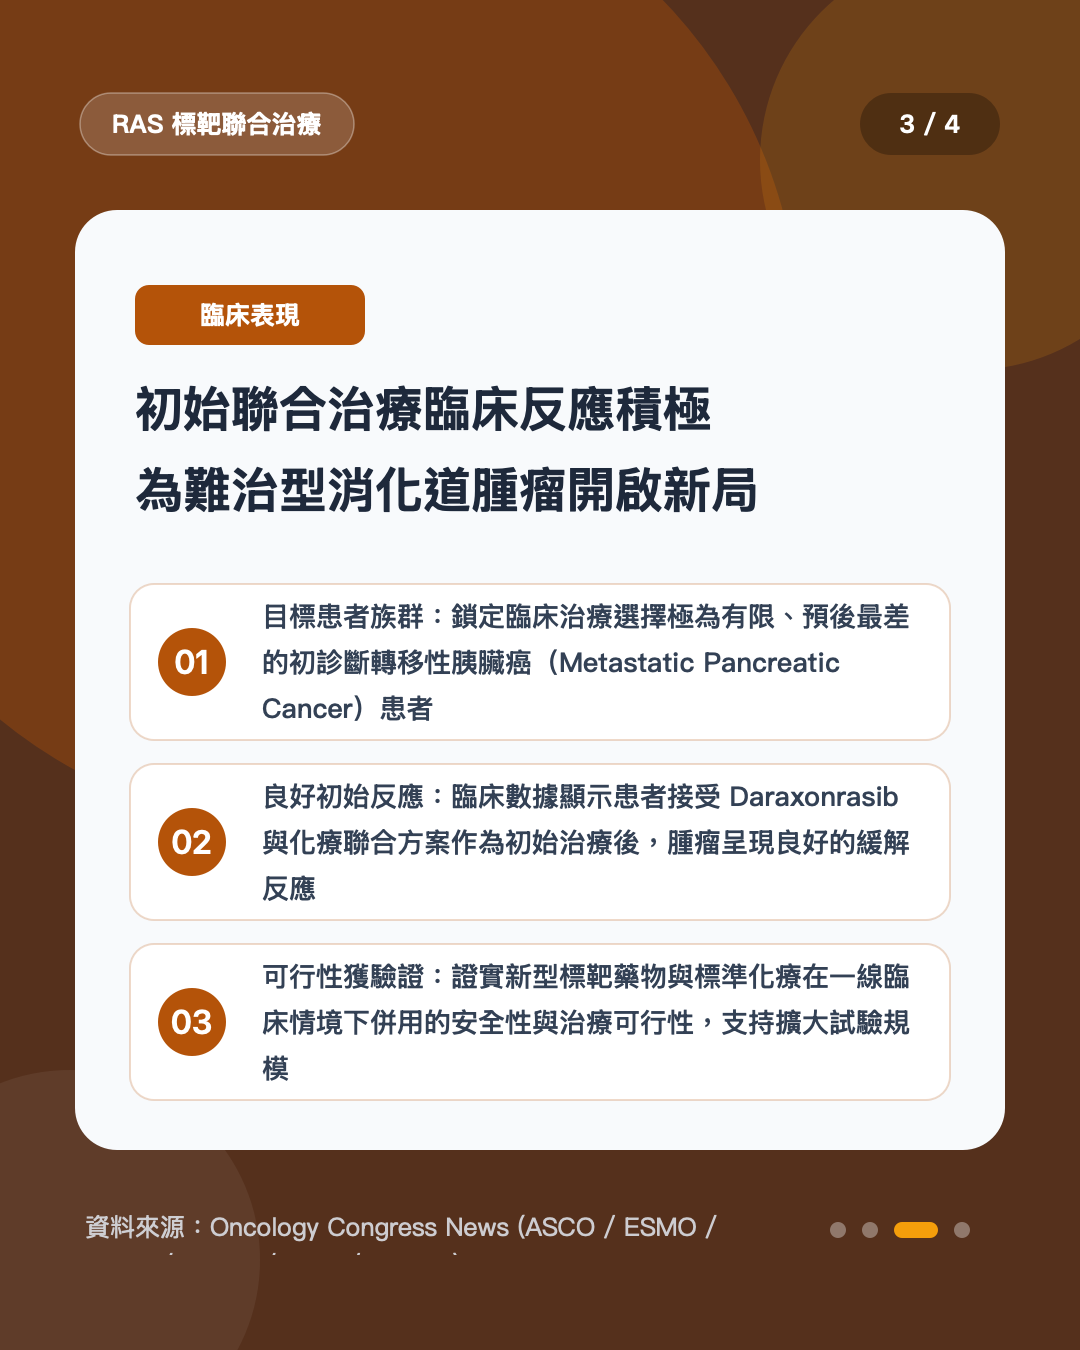 RAS 標靶聯合治療
3 / 4
臨床表現
初始聯合治療臨床反應積極
為難治型消化道腫瘤開啟新局
01
目標患者族群：鎖定臨床治療選擇極為有限、預後最差
的初診斷轉移性胰臟癌（Metastatic Pancreatic
Cancer）患者
02
良好初始反應：臨床數據顯示患者接受 Daraxonrasib
與化療聯合方案作為初始治療後，腫瘤呈現良好的緩解
反應
03
可行性獲驗證：證實新型標靶藥物與標準化療在一線臨
床情境下併用的安全性與治療可行性，支持擴大試驗規
模
資料來源：Oncology Congress News (ASCO / ESMO /